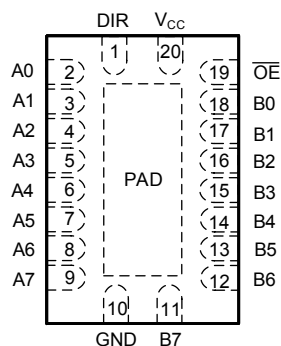 DIR V_CC
1 20
A0 2 19 O̅E̅
A1 3 18 B0
A2 4 17 B1
A3 5 16 B2
A4 6 PAD 15 B3
A5 7 14 B4
A6 8 13 B5
A7 9 12 B6
10 11
GND B7